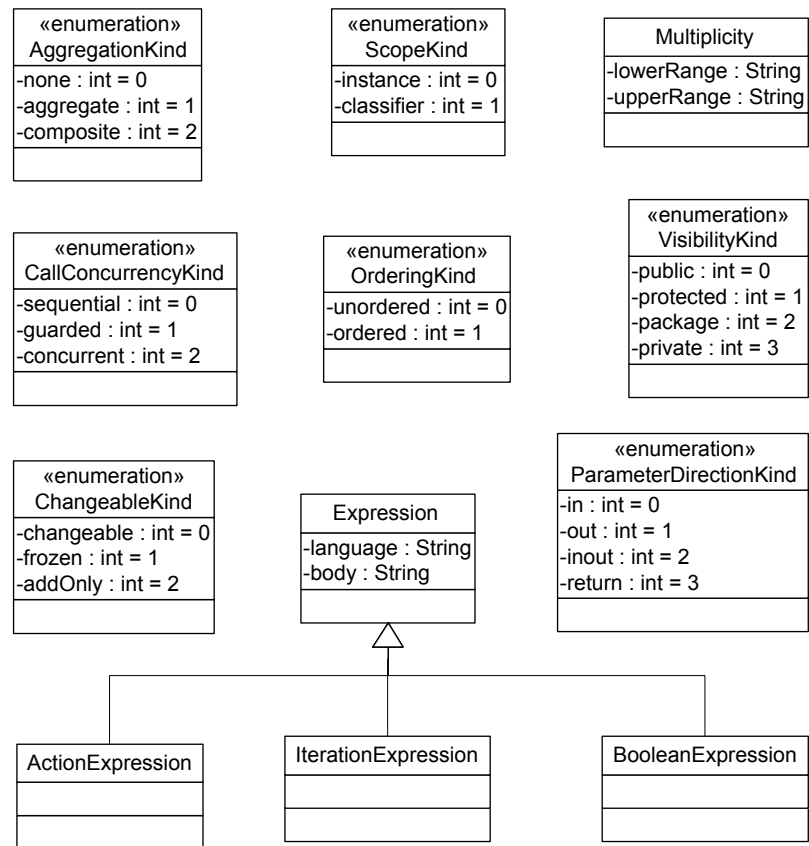 «enumeration»
AggregationKind
-none : int = 0
-aggregate : int = 1
-composite : int = 2
«enumeration»
ScopeKind
-instance : int = 0
-classifier : int = 1
Multiplicity
-lowerRange : String
-upperRange : String
«enumeration»
CallConcurrencyKind
-sequential : int = 0
-guarded : int = 1
-concurrent : int = 2
«enumeration»
OrderingKind
-unordered : int = 0
-ordered : int = 1
«enumeration»
VisibilityKind
-public : int = 0
-protected : int = 1
-package : int = 2
-private : int = 3
«enumeration»
ChangeableKind
-changeable : int = 0
-frozen : int = 1
-addOnly : int = 2
Expression
-language : String
-body : String
«enumeration»
ParameterDirectionKind
-in : int = 0
-out : int = 1
-inout : int = 2
-return : int = 3
ActionExpression
IterationExpression
BooleanExpression